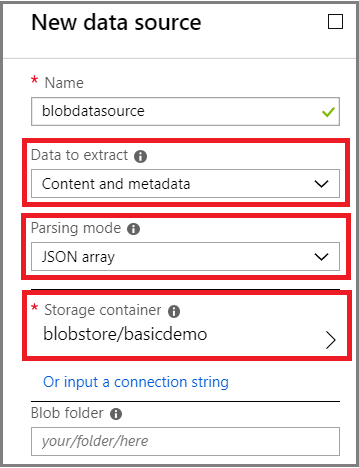 New data source
* Name
blobdatasource
Data to extract
Content and metadata
Parsing mode
JSON array
* Storage container
blobstore/basicdemo
Or input a connection string
Blob folder
your/folder/here